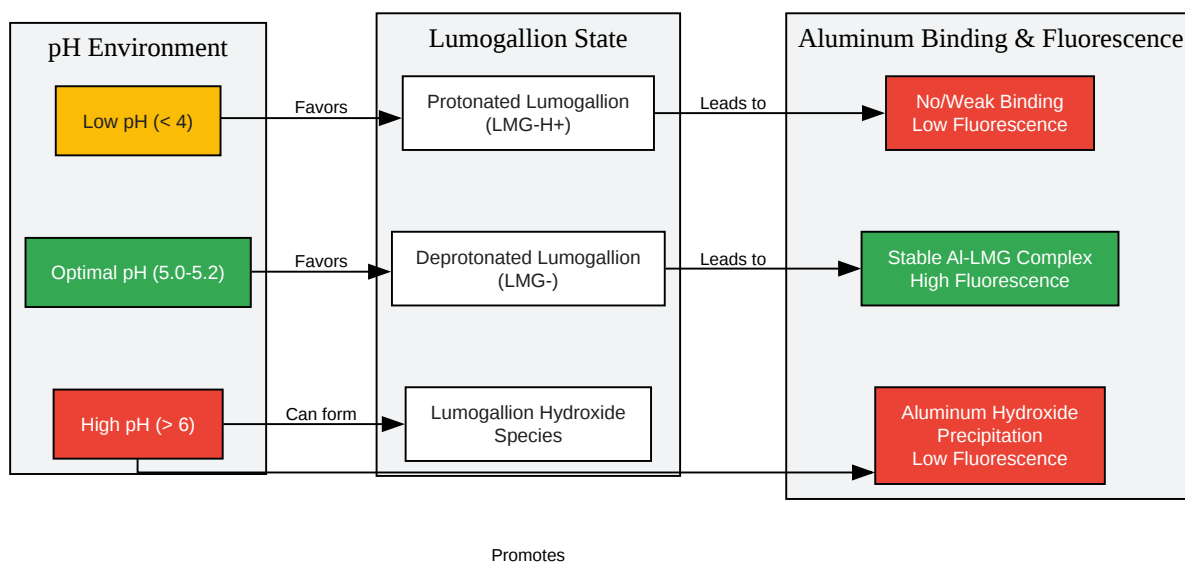 pH Environment
Lumogallion State
Aluminum Binding & Fluorescence
Low pH (< 4)
Favors
Protonated Lumogallion
(LMG-H+)
Leads to
No/Weak Binding
Low Fluorescence
Optimal pH (5.0-5.2)
Favors
Deprotonated Lumogallion
(LMG-)
Leads to
Stable Al-LMG Complex
High Fluorescence
High pH (> 6)
Can form
Lumogallion Hydroxide
Species
Aluminum Hydroxide
Precipitation
Low Fluorescence
Promotes